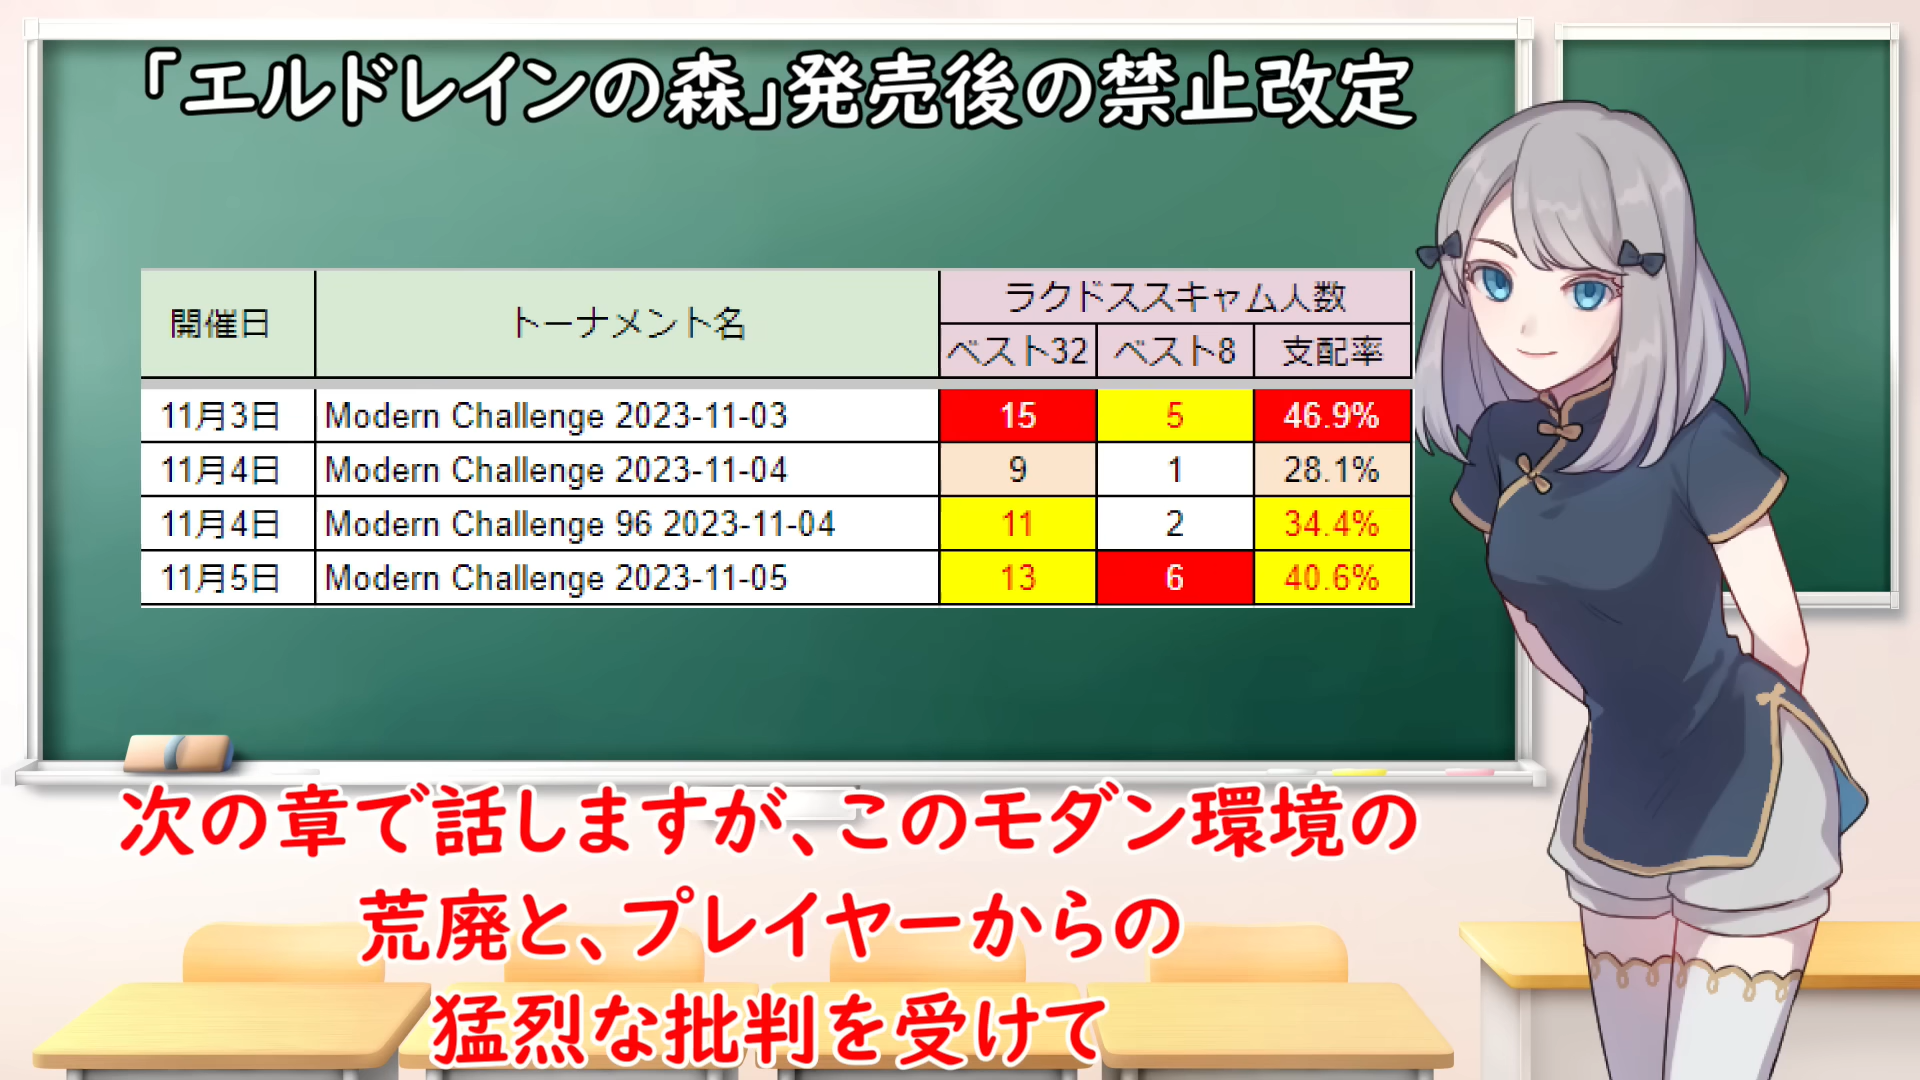 「エルドレインの森」発売後の禁止改定
開催日 トーナメント名 ラクドススキャム人数
ベスト32 ベスト8 支配率
11月3日 Modern Challenge 2023-11-03 15 5 46.9%
11月4日 Modern Challenge 2023-11-04 9 1 28.1%
11月4日 Modern Challenge 96 2023-11-04 11 2 34.4%
11月5日 Modern Challenge 2023-11-05 13 6 40.6%
次の章で話しますが、このモダン環境の
荒廃と、プレイヤーからの
猛烈な批判を受けて